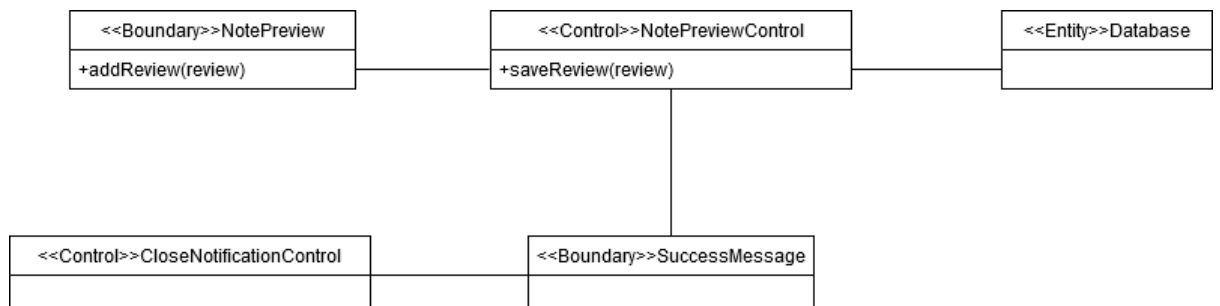 <<Boundary>>NotePreview
+addReview(review)
<<Control>>NotePreviewControl
+saveReview(review)
<<Entity>>Database
<<Control>>CloseNotificationControl
<<Boundary>>SuccessMessage